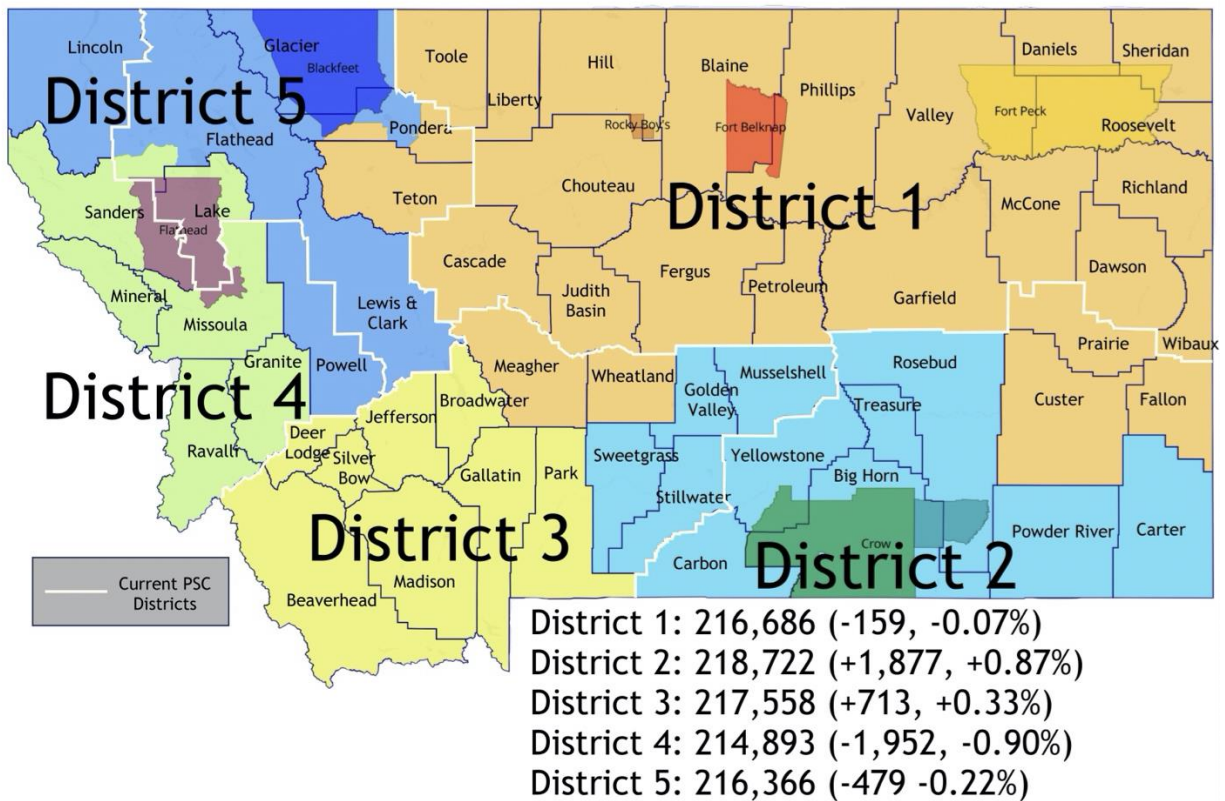 Lincoln
Glacier
Blackfeet
District 5
Flathead
Pondera
Toole
Liberty
Hill
Blaine
Phillips
Valley
Daniels
Sheridan
Rocky Boy's
Fort Belknap
Fort Peck
Roosevelt
Teton
Chouteau
District 1
McCone
Richland
Sanders
Lake
Flathead
Cascade
Judith
Basin
Fergus
Petroleum
Garfield
Dawson
Mineral
Missoula
Lewis &
Clark
Granite
Powell
Meagher
Wheatland
Golden
Valley
Musselshell
Rosebud
Treasure
Prairie
Wibaux
Custer
Fallon
District 4
Ravalli
Deer
Lodge
Silver
Bow
Jefferson
Broadwater
Gallatin
Park
Sweetgrass
Stillwater
Yellowstone
Big Horn
District 3
Crow
Carbon
District 2
Powder River
Carter
Madison
Beaverhead
Current PSC
Districts
District 1: 216,686 (-159, -0.07%)
District 2: 218,722 (+1,877, +0.87%)
District 3: 217,558 (+713, +0.33%)
District 4: 214,893 (-1,952, -0.90%)
District 5: 216,366 (-479 -0.22%)